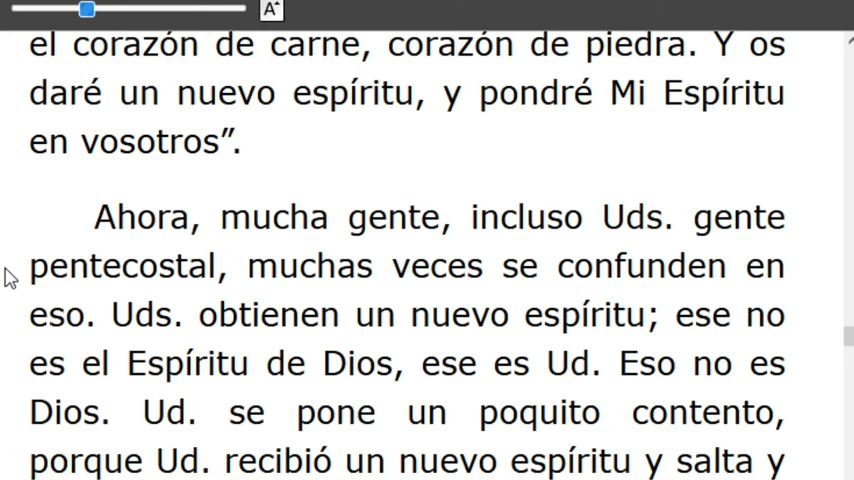 A
el corazón de carne, corazón de piedra. Y os
daré un nuevo espíritu, y pondré Mi Espíritu
en vosotros”.
Ahora, mucha gente, incluso Uds. gente
pentecostal, muchas veces se confunden en
eso. Uds. obtienen un nuevo espíritu; ese no
es el Espíritu de Dios, ese es Ud. Eso no es
Dios. Ud. se pone un poquito contento,
porque Ud. recibió un nuevo espíritu y salta y